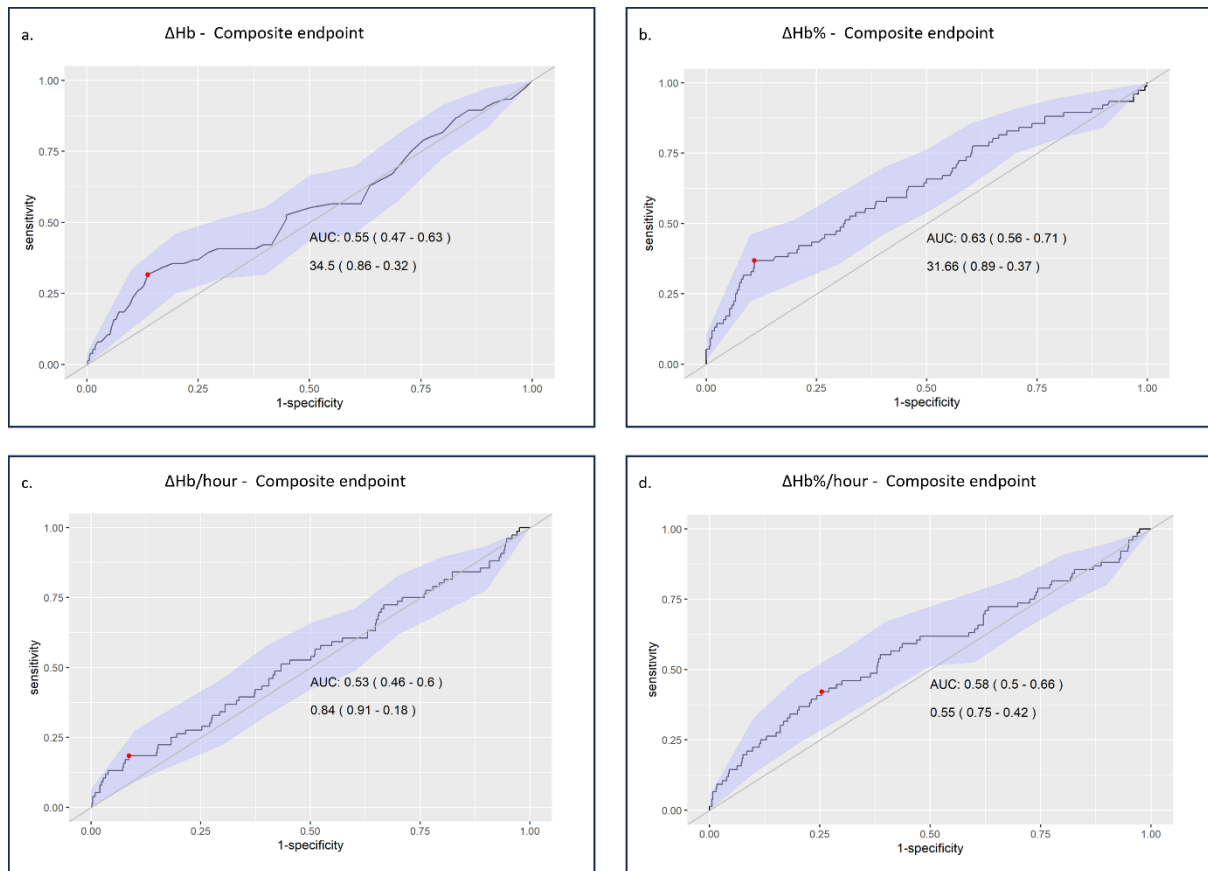 a.
ΔHb - Composite endpoint
1.00
0.75
0.50
0.25
0.00
sensitivity
AUC: 0.55 ( 0.47 - 0.63 )
34.5 ( 0.86 - 0.32 )
0.00 0.25 0.50 0.75 1.00
1-specificity
b.
ΔHb% - Composite endpoint
1.00
0.75
0.50
0.25
0.00
sensitivity
AUC: 0.63 ( 0.56 - 0.71 )
31.66 ( 0.89 - 0.37 )
0.00 0.25 0.50 0.75 1.00
1-specificity
c.
ΔHb/hour - Composite endpoint
1.00
0.75
0.50
0.25
0.00
sensitivity
AUC: 0.53 ( 0.46 - 0.6 )
0.84 ( 0.91 - 0.18 )
0.00 0.25 0.50 0.75 1.00
1-specificity
d.
ΔHb%/hour - Composite endpoint
1.00
0.75
0.50
0.25
0.00
sensitivity
AUC: 0.58 ( 0.5 - 0.66 )
0.55 ( 0.75 - 0.42 )
0.00 0.25 0.50 0.75 1.00
1-specificity